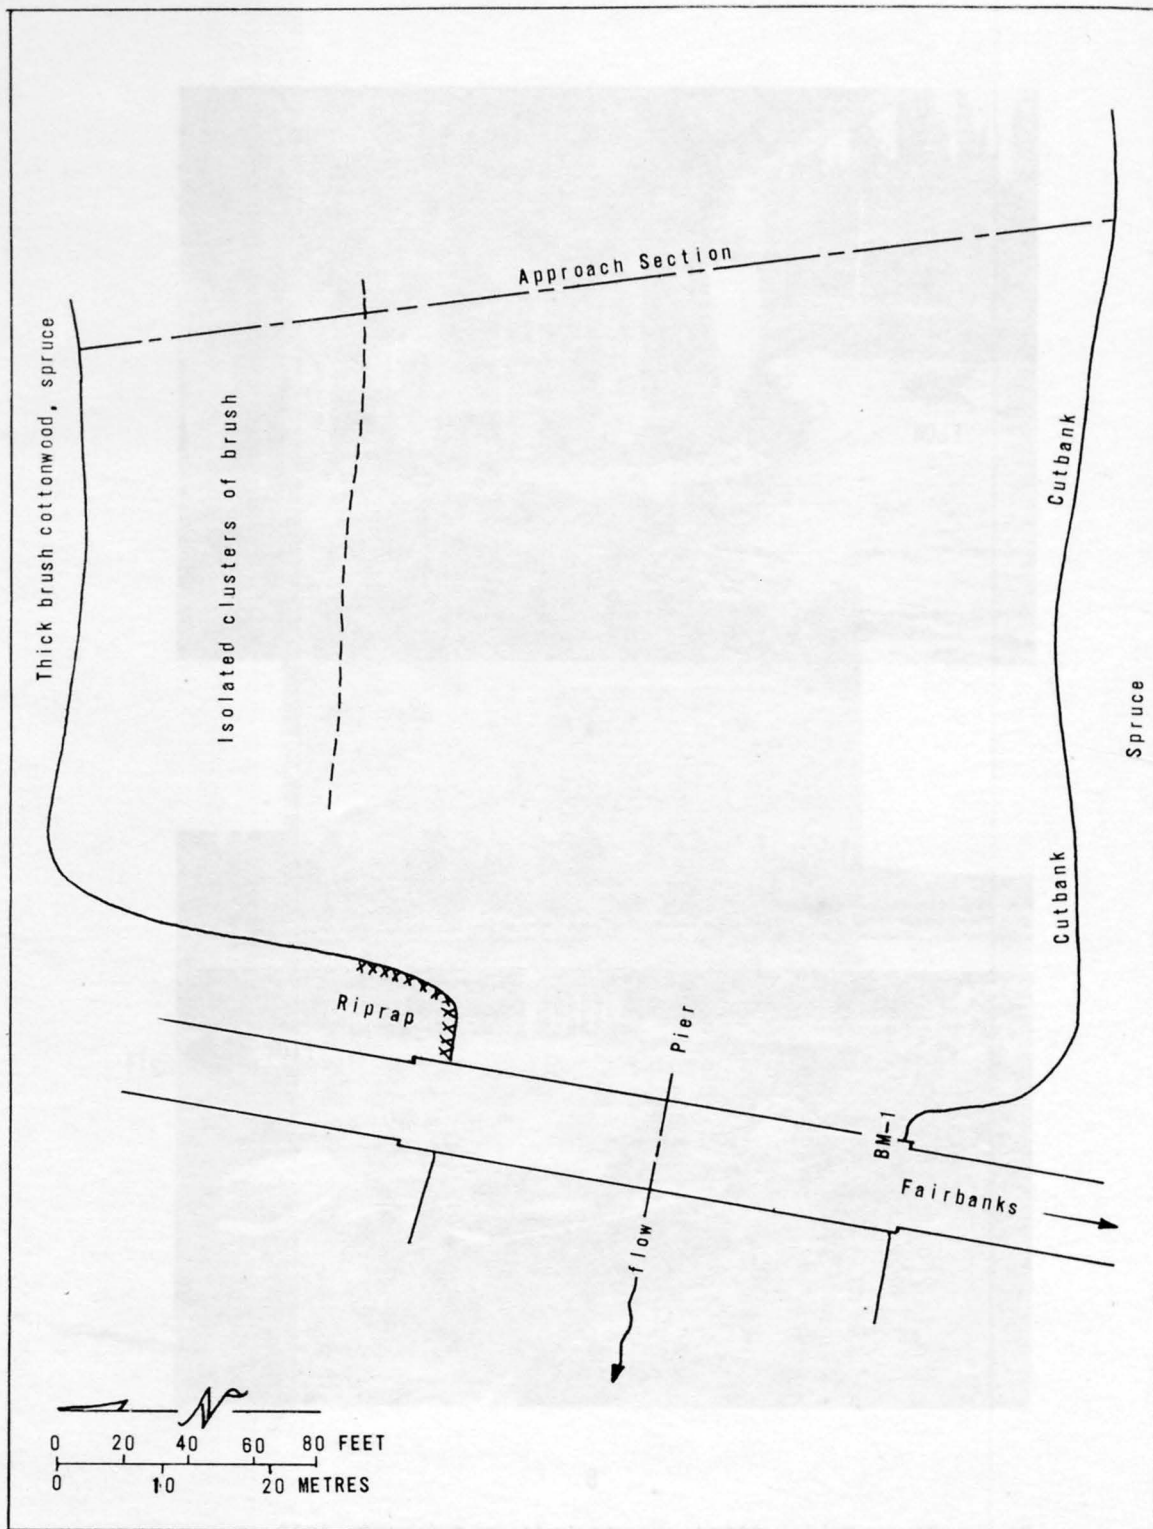 Approach Section
Thick brush cottonwood, spruce
Isolated clusters of brush
Cutbank
Spruce
Cutbank
Riprap
Pier
BM-1
Fairbanks
flow
N
0 20 40 60 80 FEET
0 10 20 METRES